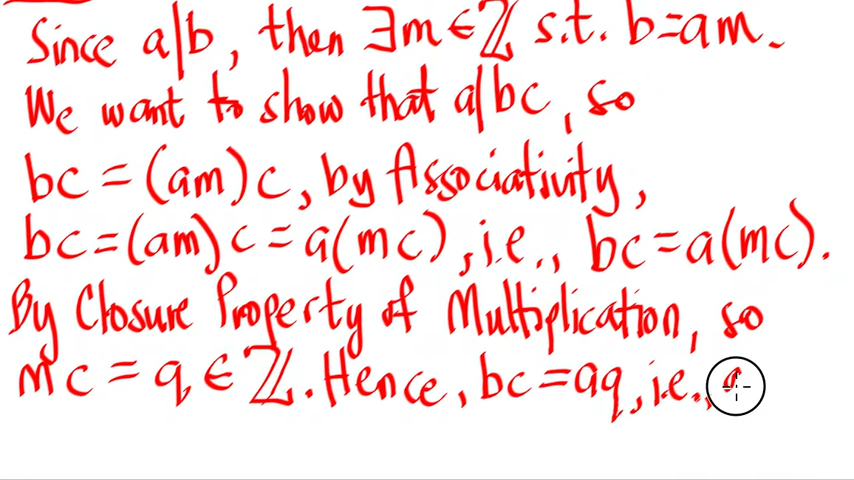 Since a|b, then ∃m∈ℤ s.t. b=am.
We want to show that a|bc, so
bc=(am)c, by Associativity,
bc=(am)c=a(mc), i.e., bc=a(mc).
By Closure Property of Multiplication, so
mc=q∈ℤ. Hence, bc=aq, i.e.,